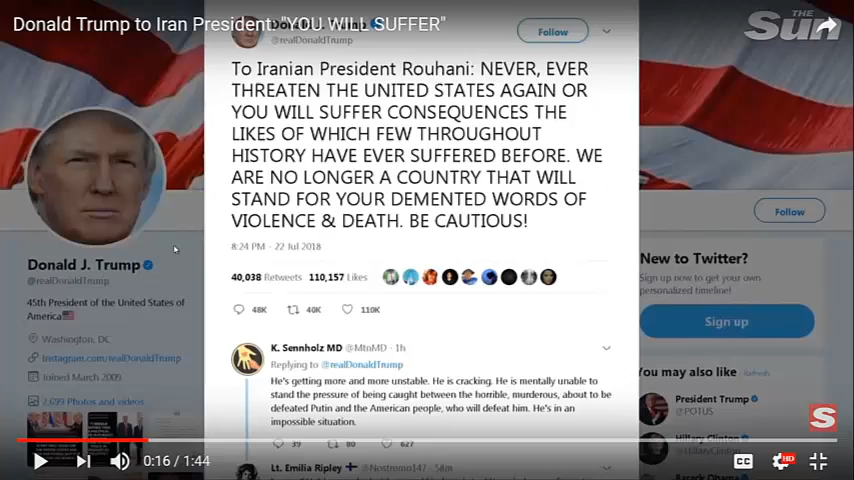 Donald Trump to Iran President: "YOU WILL SUFFER"
THE
Sun
Donald J. Trump
@realDonaldTrump
Follow
To Iranian President Rouhani: NEVER, EVER
THREATEN THE UNITED STATES AGAIN OR
YOU WILL SUFFER CONSEQUENCES THE
LIKES OF WHICH FEW THROUGHOUT
HISTORY HAVE EVER SUFFERED BEFORE. WE
ARE NO LONGER A COUNTRY THAT WILL
STAND FOR YOUR DEMENTED WORDS OF
VIOLENCE & DEATH. BE CAUTIOUS!
8:24 PM - 22 Jul 2018
40,038 Retweets 110,157 Likes
48K 40K 110K
K. Sennholz MD @MtnMD · 1h
Replying to @realDonaldTrump
He's getting more and more unstable. He is cracking. He is mentally unable to
stand the pressure of being caught between the horrible, murderous, about to be
defeated Putin and the American people, who will defeat him. He's in an
impossible situation.
39 80 627
Lt. Emilia Ripley @Nostromo147 · 54m
Donald J. Trump
@realDonaldTrump
45th President of the United States of
America
Washington, DC
Instagram.com/realDonaldTrump
Joined March 2009
2,699 Photos and videos
Follow
New to Twitter?
Sign up now to get your own
personalized timeline!
Sign up
You may also like · Refresh
President Trump
@POTUS
Hillary Clinton
@HillaryClinton
Barack Obama
S
0:16 / 1:44
CC
HD